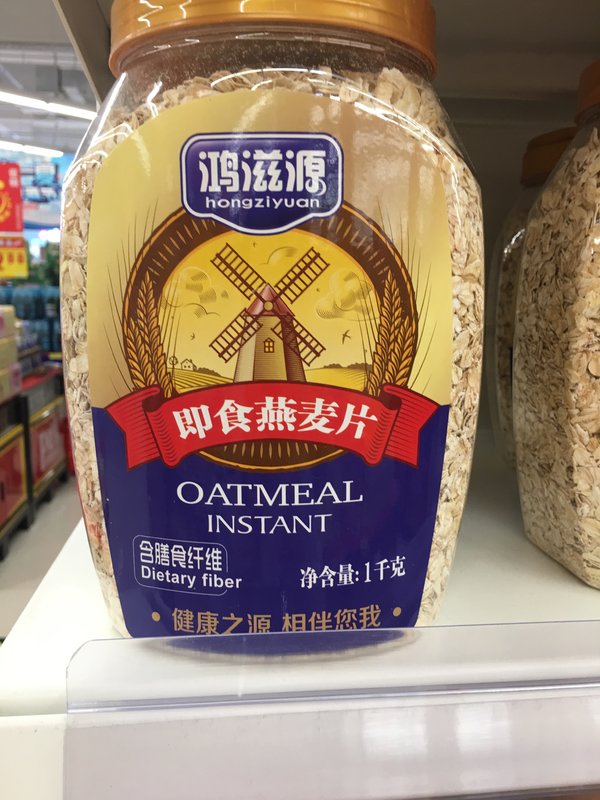 鸿滋源
hongziyuan
即食燕麦片
OATMEAL
INSTANT
含膳食纤维
Dietary fiber
净含量:1千克
• 健康之源 相伴您我 •